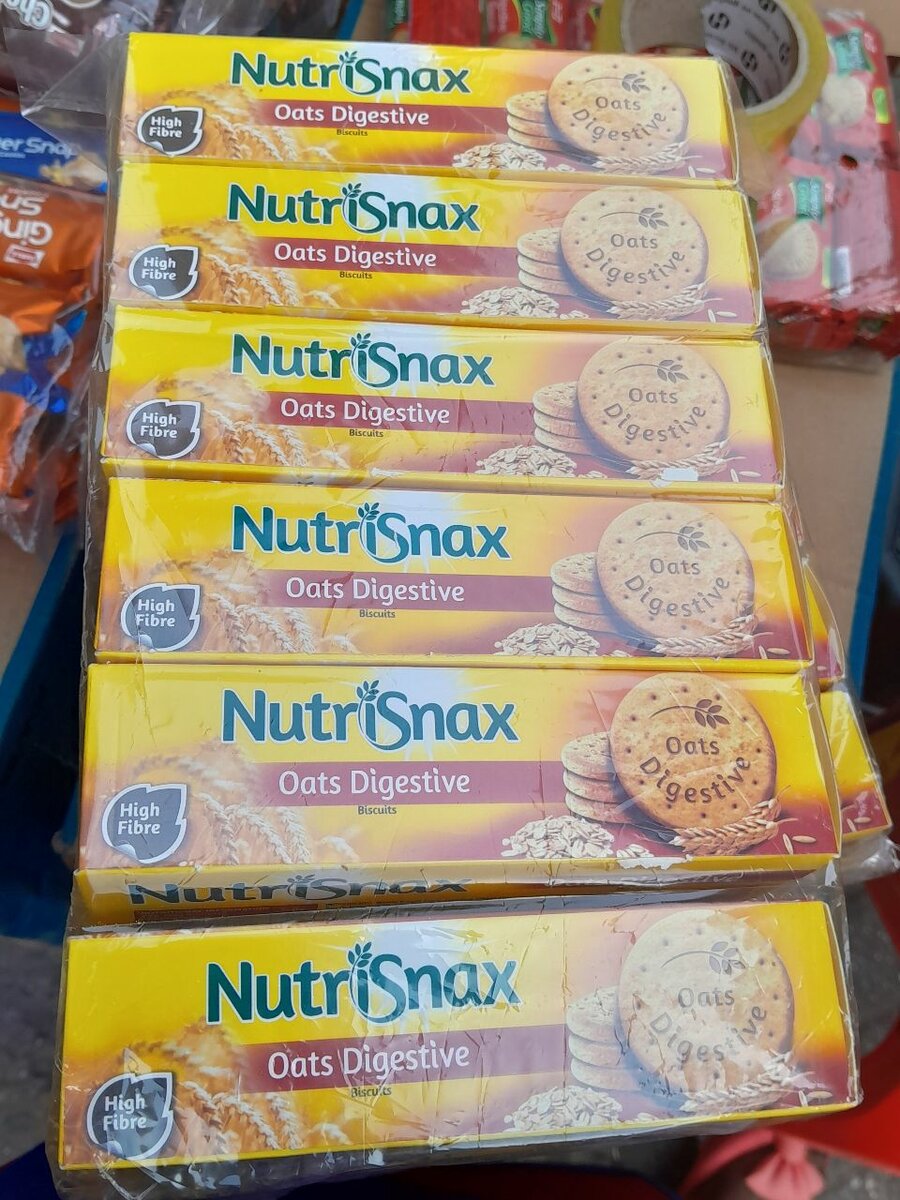 NutriSnax
Oats Digestive
Biscuits
High
Fibre
Oats
Digestive
NutriSnax
Oats Digestive
Biscuits
High
Fibre
Oats
Digestive
NutriSnax
Oats Digestive
Biscuits
High
Fibre
Oats
Digestive
NutriSnax
Oats Digestive
Biscuits
High
Fibre
Oats
Digestive
NutriSnax
Oats Digestive
Biscuits
High
Fibre
Oats
Digestive
NutriSnax
NutriSnax
Oats Digestive
Biscuits
High
Fibre
Oats
Digestive